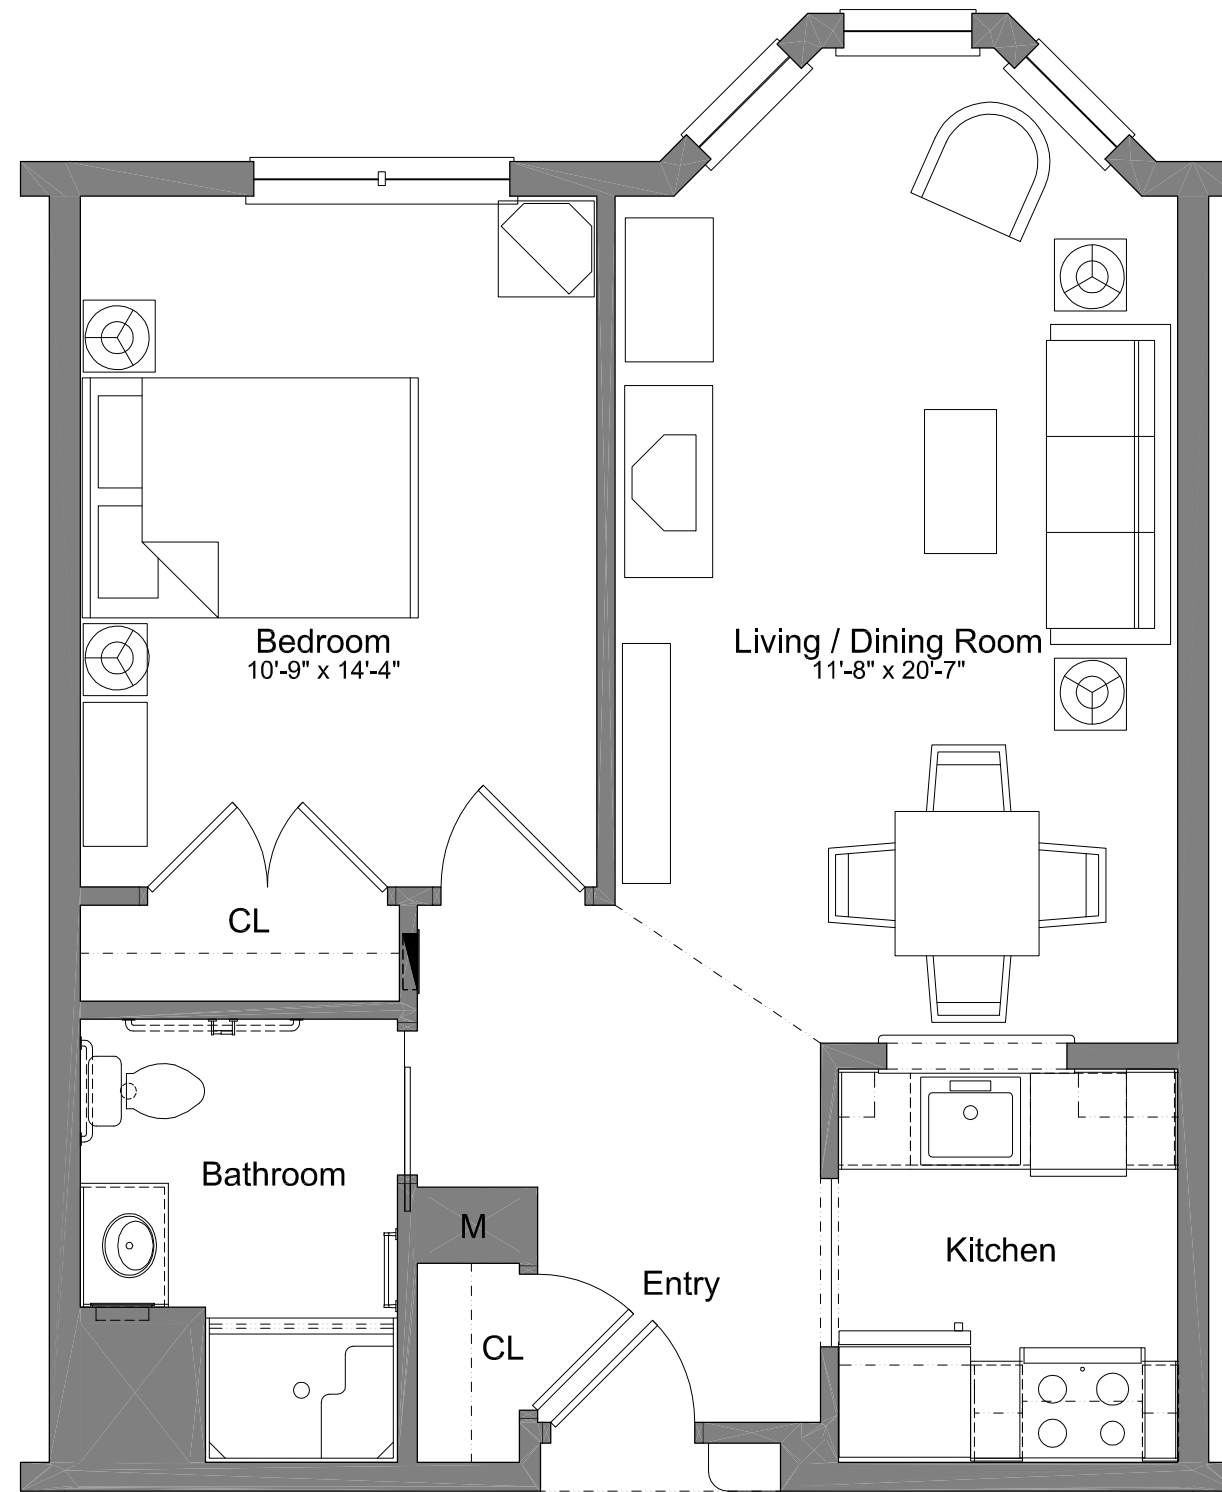 Bedroom
10'-9" x 14'-4"
Living / Dining Room
11'-8" x 20'-7"
CL
Bathroom
M
Kitchen
Entry
CL